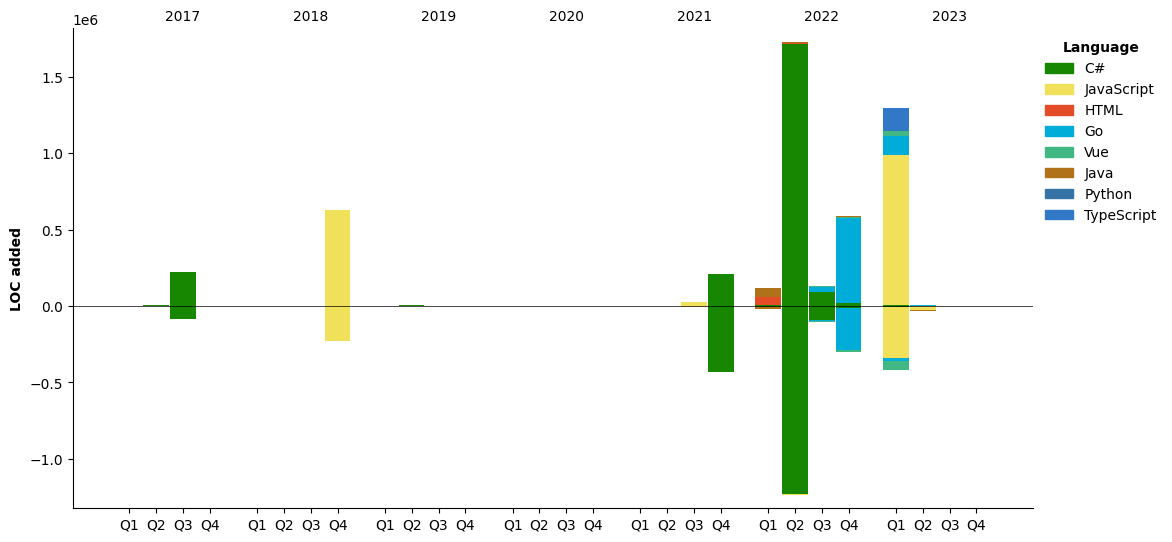 1e6
2017 2018 2019 2020 2021 2022 2023
Language
C#
JavaScript
HTML
Go
Vue
Java
Python
TypeScript
LOC added
1.5
1.0
0.5
0.0
−0.5
−1.0
Q1 Q2 Q3 Q4 Q1 Q2 Q3 Q4 Q1 Q2 Q3 Q4 Q1 Q2 Q3 Q4 Q1 Q2 Q3 Q4 Q1 Q2 Q3 Q4 Q1 Q2 Q3 Q4